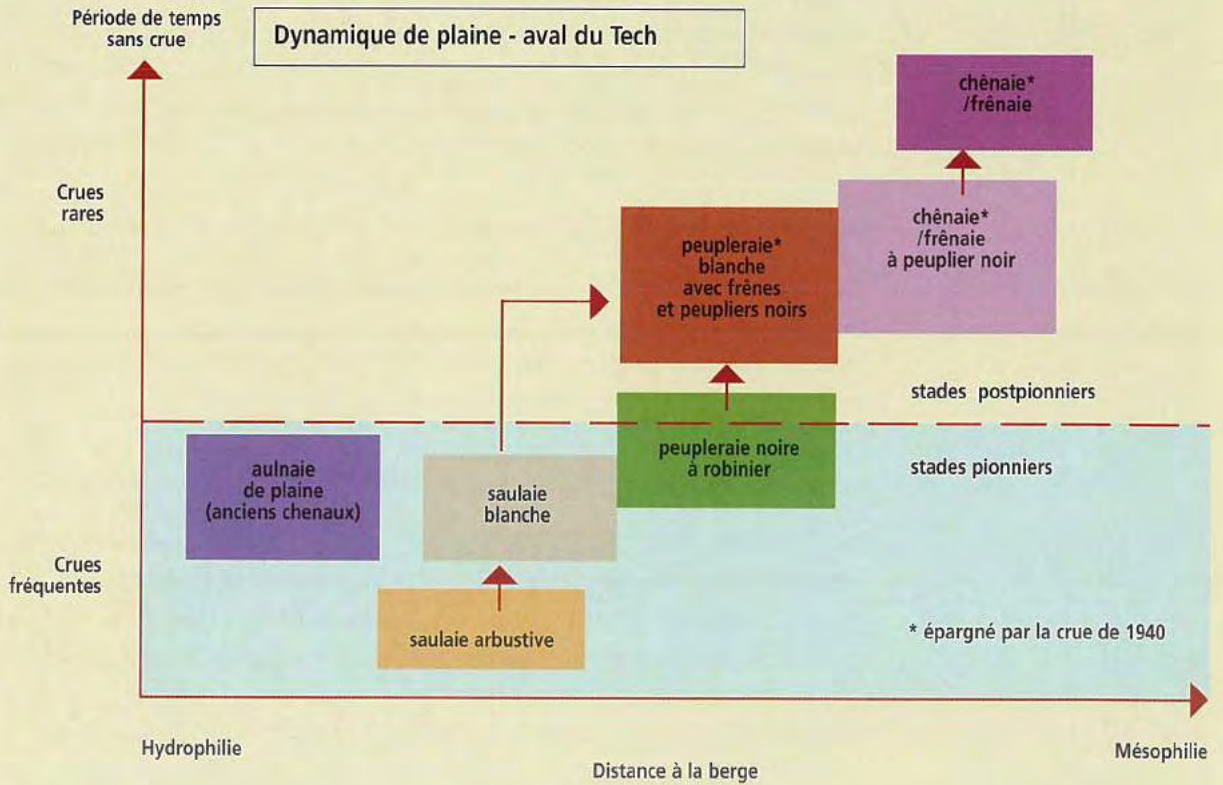 Période de temps
sans crue
Dynamique de plaine - aval du Tech
chênaie*
/frênaie
Crues
rares
chênaie*
/frênaie
à peuplier noir
peupleraie*
blanche
avec frênes
et peupliers noirs
stades postpionniers
peupleraie noire
à robinier
stades pionniers
aulnaie
de plaine
(anciens chenaux)
saulaie
blanche
Crues
fréquentes
saulaie arbustive
* épargné par la crue de 1940
Hydrophilie
Mésophilie
Distance à la berge